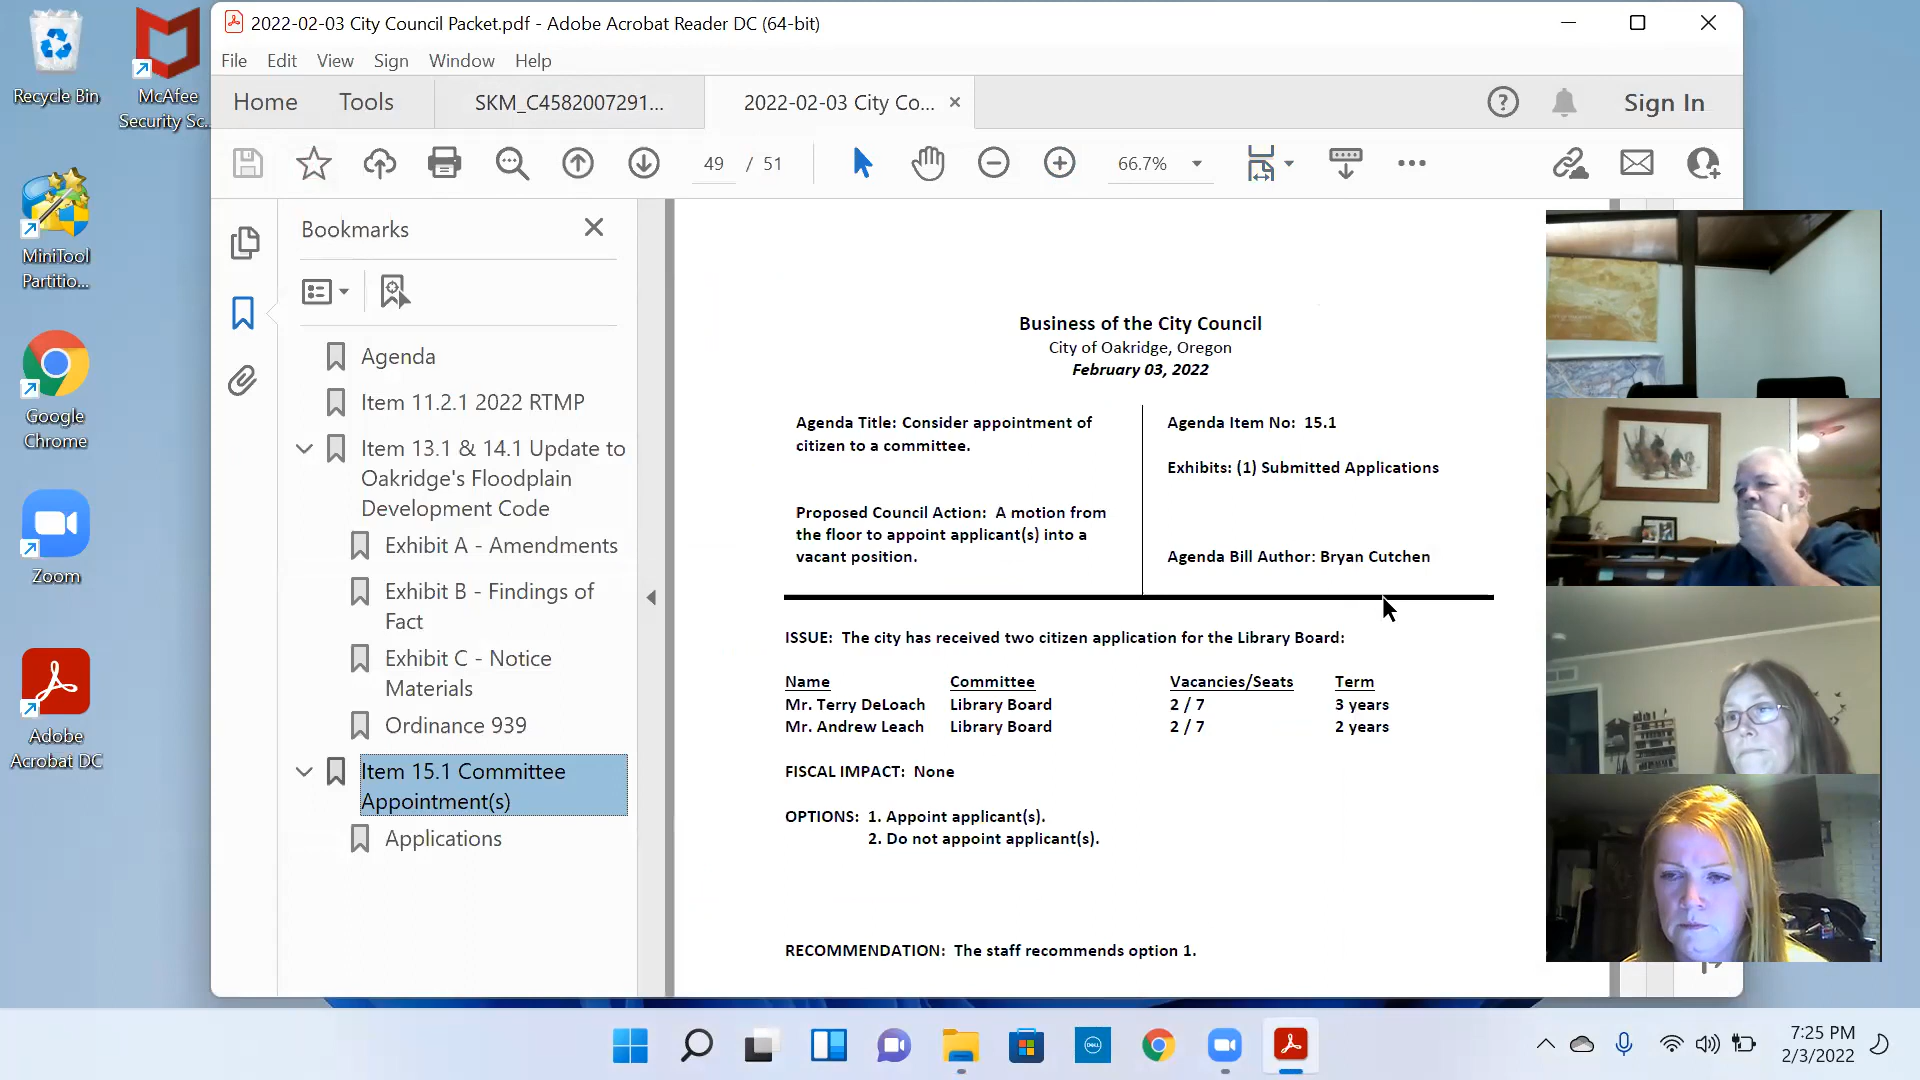 2022-02-03 City Council Packet.pdf - Adobe Acrobat Reader DC (64-bit)
File Edit View Sign Window Help
Home Tools SKM_C4582007291... 2022-02-03 City Co... Sign In
49 / 51 66.7%
Recycle Bin
McAfee
Security Sc...
MiniTool
Partitio...
Google
Chrome
Zoom
Adobe
Acrobat DC
Bookmarks
Agenda
Item 11.2.1 2022 RTMP
Item 13.1 & 14.1 Update to
Oakridge's Floodplain
Development Code
Exhibit A - Amendments
Exhibit B - Findings of
Fact
Exhibit C - Notice
Materials
Ordinance 939
Item 15.1 Committee
Appointment(s)
Applications
Business of the City Council
City of Oakridge, Oregon
February 03, 2022
Agenda Title: Consider appointment of
citizen to a committee.
Proposed Council Action: A motion from
the floor to appoint applicant(s) into a
vacant position.
Agenda Item No: 15.1
Exhibits: (1) Submitted Applications
Agenda Bill Author: Bryan Cutchen
ISSUE: The city has received two citizen application for the Library Board:
Name Committee Vacancies/Seats Term
Mr. Terry DeLoach Library Board 2 / 7 3 years
Mr. Andrew Leach Library Board 2 / 7 2 years
FISCAL IMPACT: None
OPTIONS: 1. Appoint applicant(s).
2. Do not appoint applicant(s).
RECOMMENDATION: The staff recommends option 1.
DELL
7:25 PM
2/3/2022